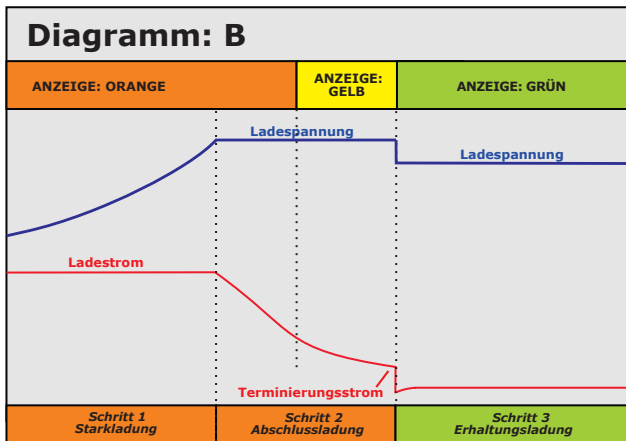 Diagramm: B
ANZEIGE: ORANGE
ANZEIGE:
GELB
ANZEIGE: GRÜN
Ladespannung
Ladespannung
Ladestrom
Terminierungsstrom
Schritt 1
Starkladung
Schritt 2
Abschlussladung
Schritt 3
Erhaltungsladung